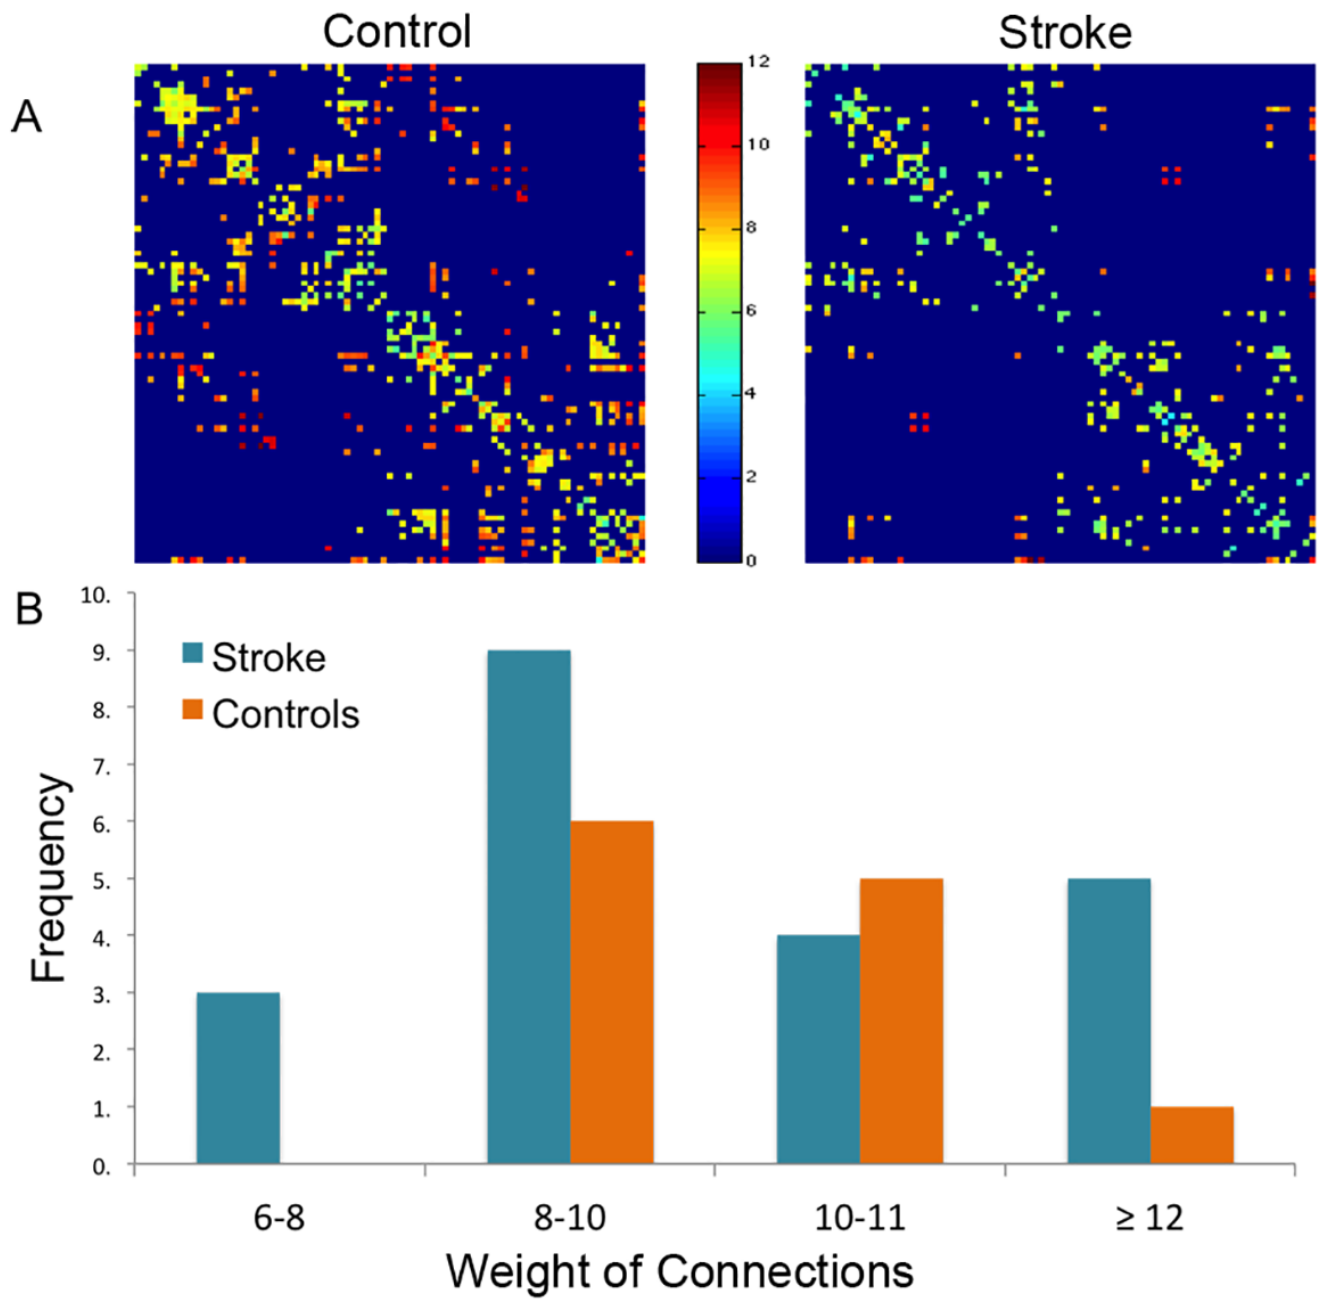 Control
Stroke
A
12
10
8
6
4
2
0
B
10.
9.
8.
7.
6.
5.
4.
3.
2.
1.
0.
Frequency
Stroke
Controls
6-8
8-10
10-11
≥ 12
Weight of Connections